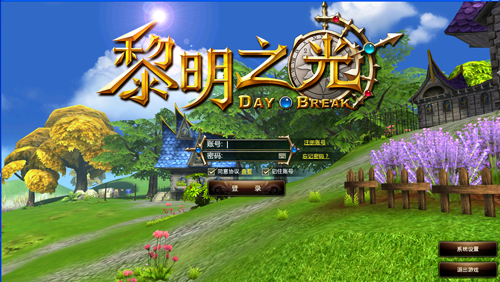 黎明之光
DAY BREAK
账号: 注册账号
密码: 忘记密码?
同意协议 查看 记住账号
登 录
系统设置
退出游戏